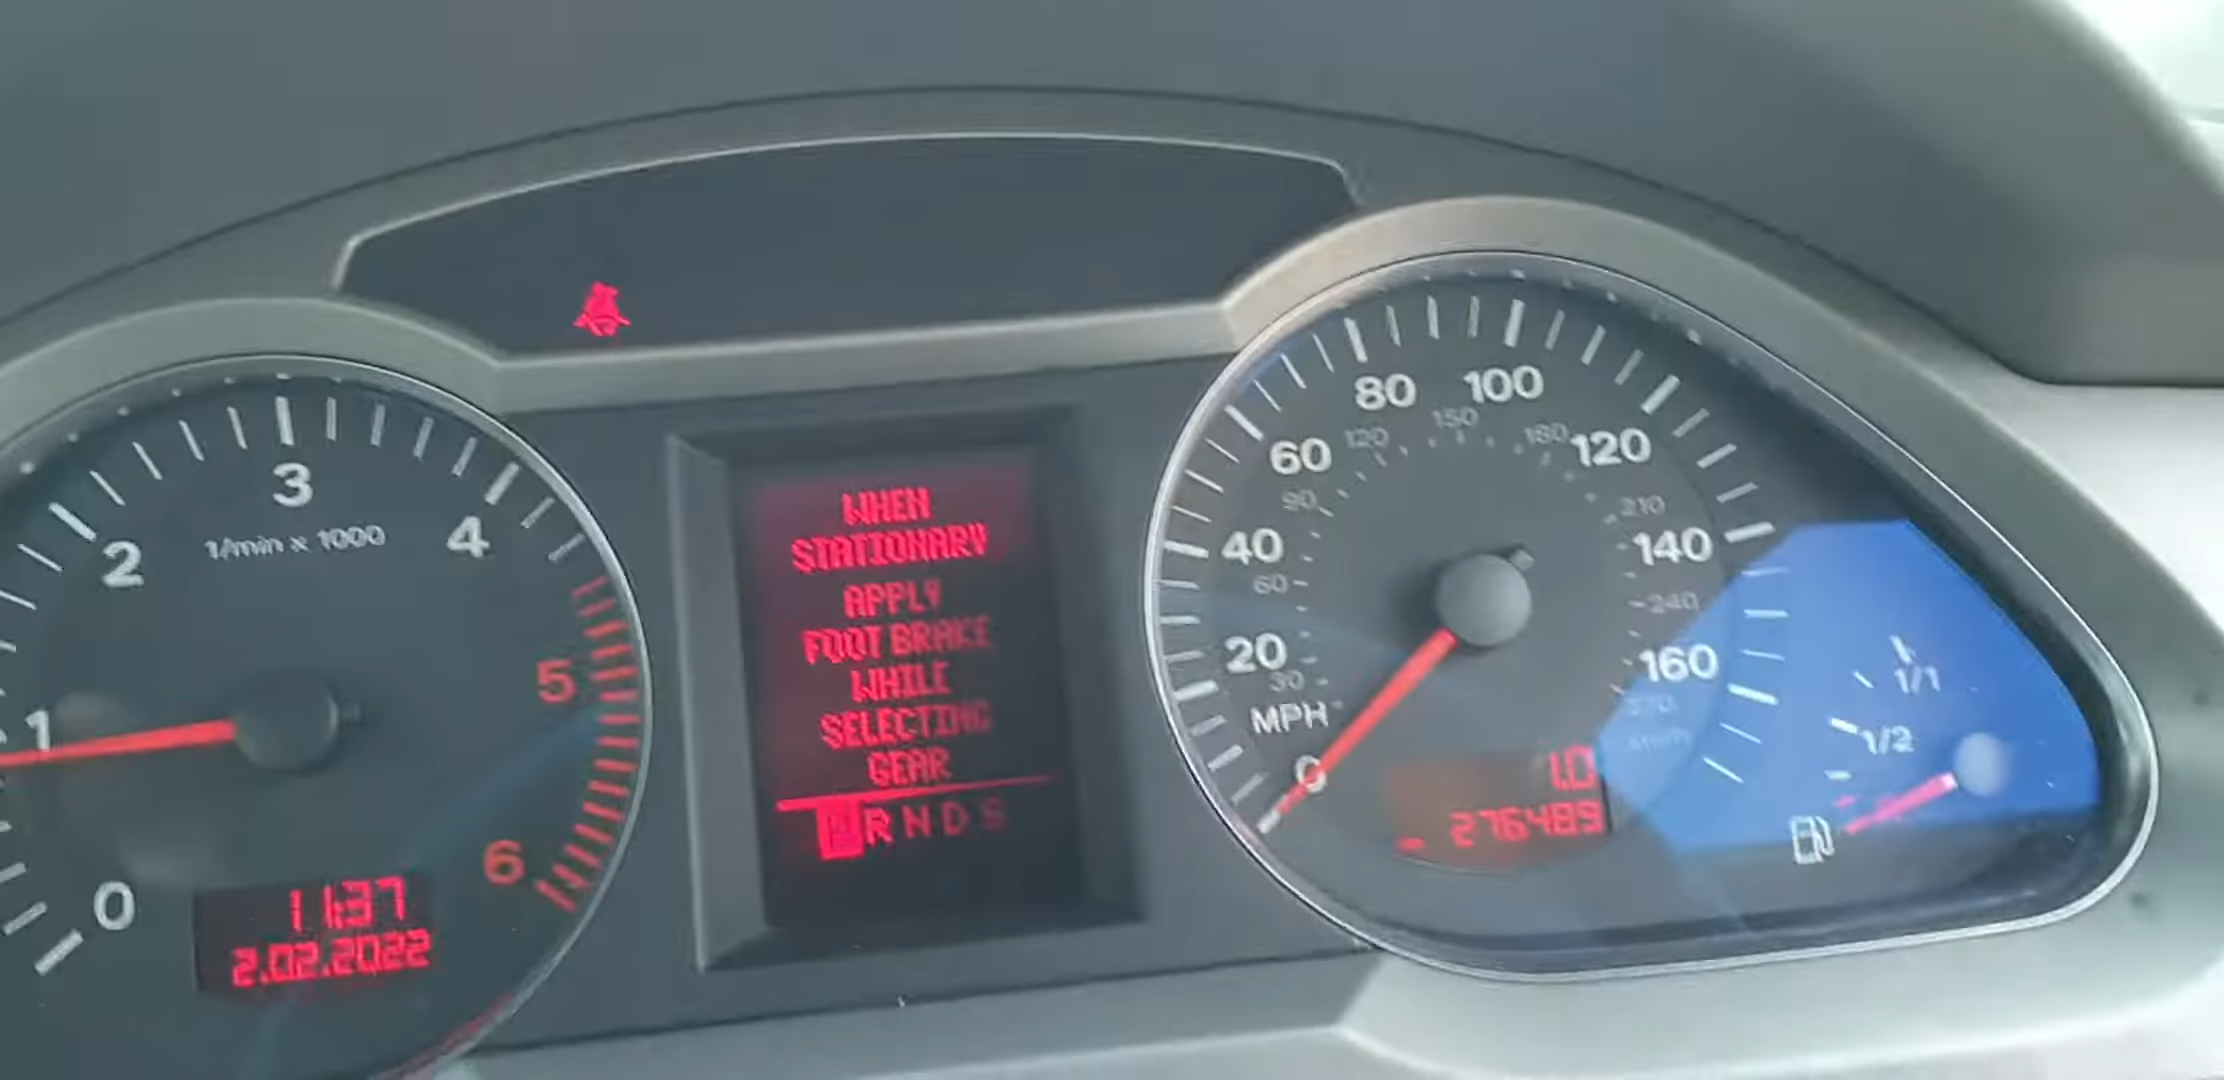 0
1
2
3
4
5
6
1/min x 1000
11:37
2.02.2022
WHEN
STATIONARY
APPLY
FOOT BRAKE
WHILE
SELECTING
GEAR
P R N D S
0
20
40
60
80
100
120
140
160
MPH
30
60
90
120
150
180
210
240
270
km/h
1.0
276489
1/1
1/2